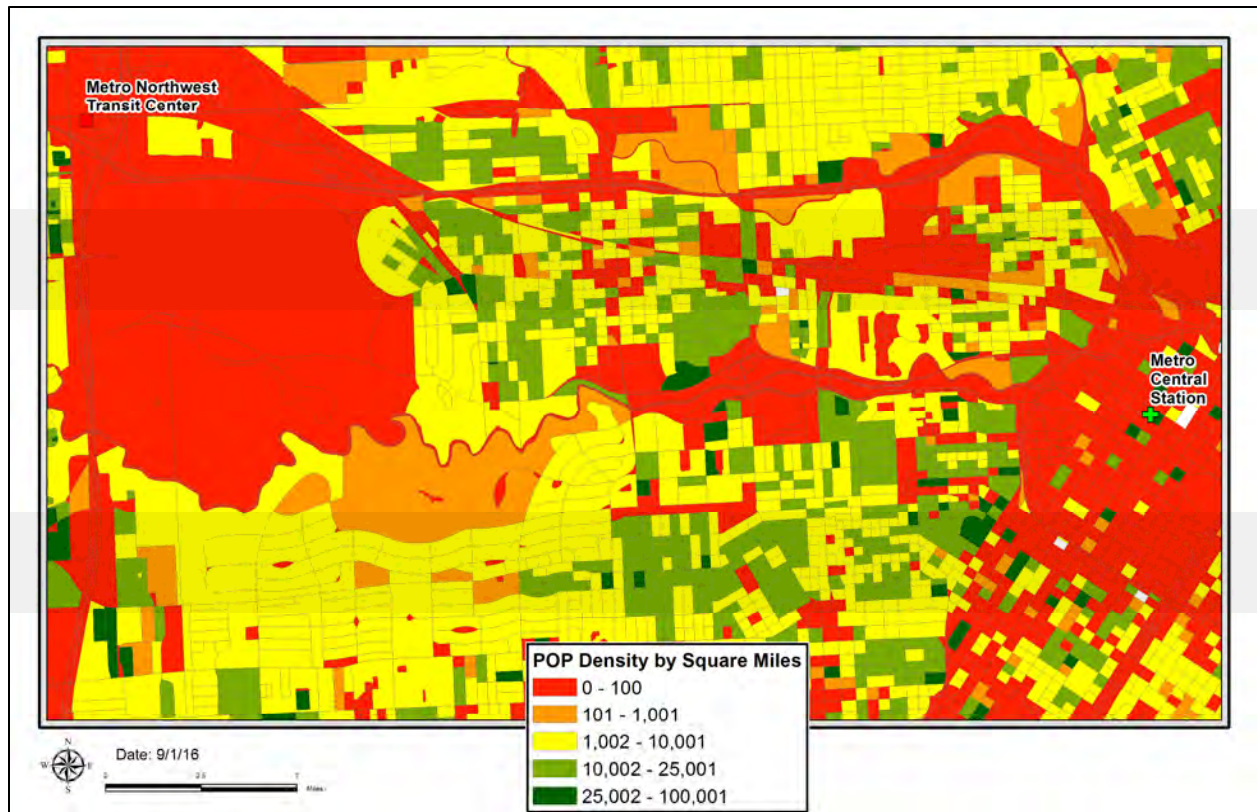 Metro Northwest
Transit Center
Metro
Central
Station
POP Density by Square Miles
0 - 100
101 - 1,001
1,002 - 10,001
10,002 - 25,001
25,002 - 100,001
N
W E
S
Date: 9/1/16
Miles